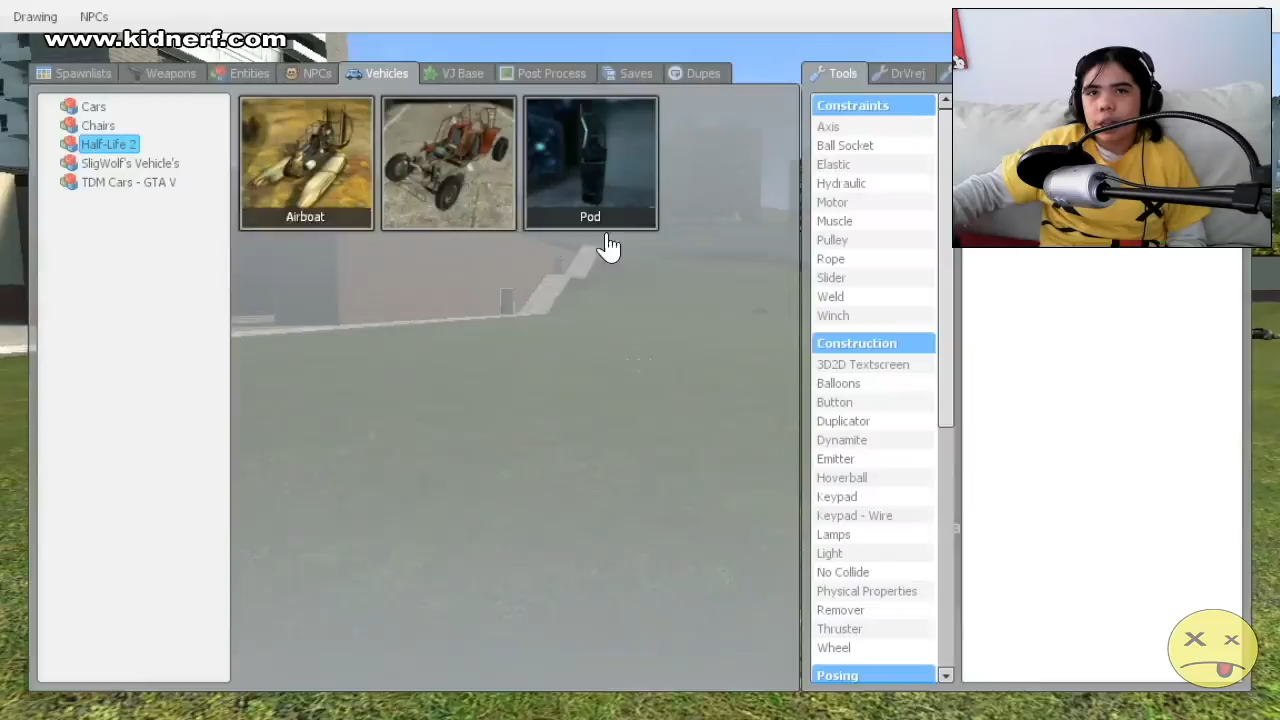 Drawing NPCs
www.kidnerf.com
Spawnlists Weapons Entities NPCs Vehicles VJ Base Post Process Saves Dupes
Tools DrVrej
Cars
Chairs
Half-Life 2
SligWolf's Vehicle's
TDM Cars - GTA V
Airboat
Pod
Constraints
Axis
Ball Socket
Elastic
Hydraulic
Motor
Muscle
Pulley
Rope
Slider
Weld
Winch
Construction
3D2D Textscreen
Balloons
Button
Duplicator
Dynamite
Emitter
Hoverball
Keypad
Keypad - Wire
Lamps
Light
No Collide
Physical Properties
Remover
Thruster
Wheel
Posing